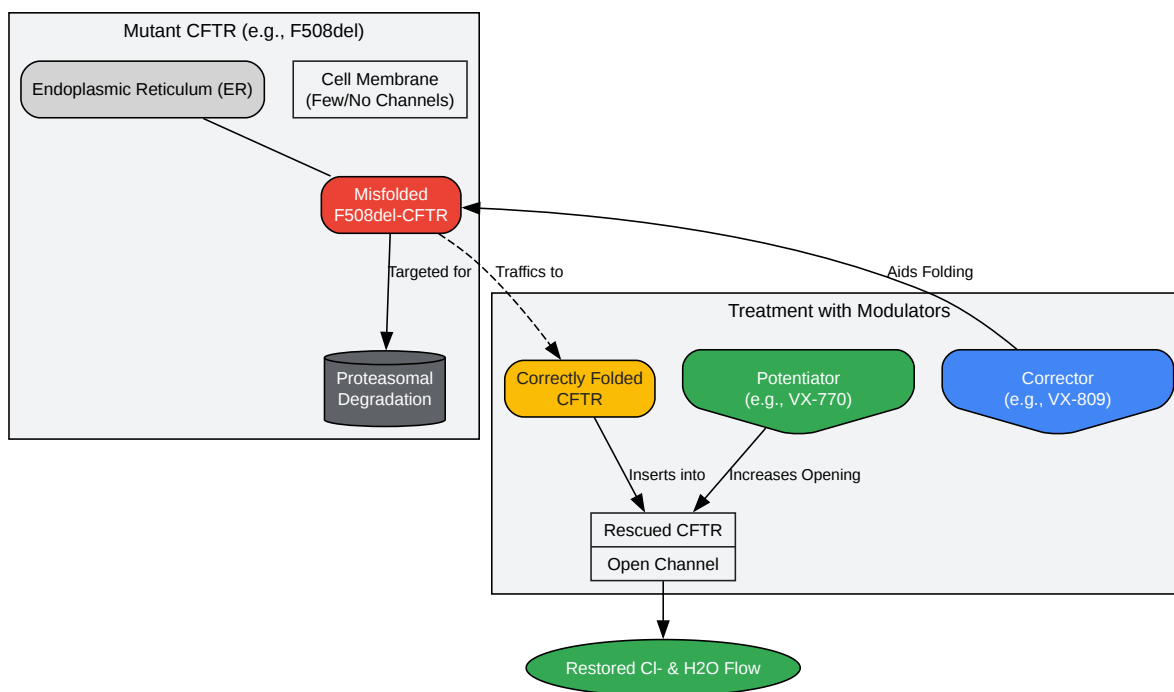 Mutant CFTR (e.g., F508del)
Endoplasmic Reticulum (ER)
Cell Membrane
(Few/No Channels)
Misfolded
F508del-CFTR
Targeted for
Traffics to
Aids Folding
Treatment with Modulators
Proteasomal
Degradation
Correctly Folded
CFTR
Potentiator
(e.g., VX-770)
Corrector
(e.g., VX-809)
Inserts into
Increases Opening
Rescued CFTR
Open Channel
Restored Cl- & H2O Flow